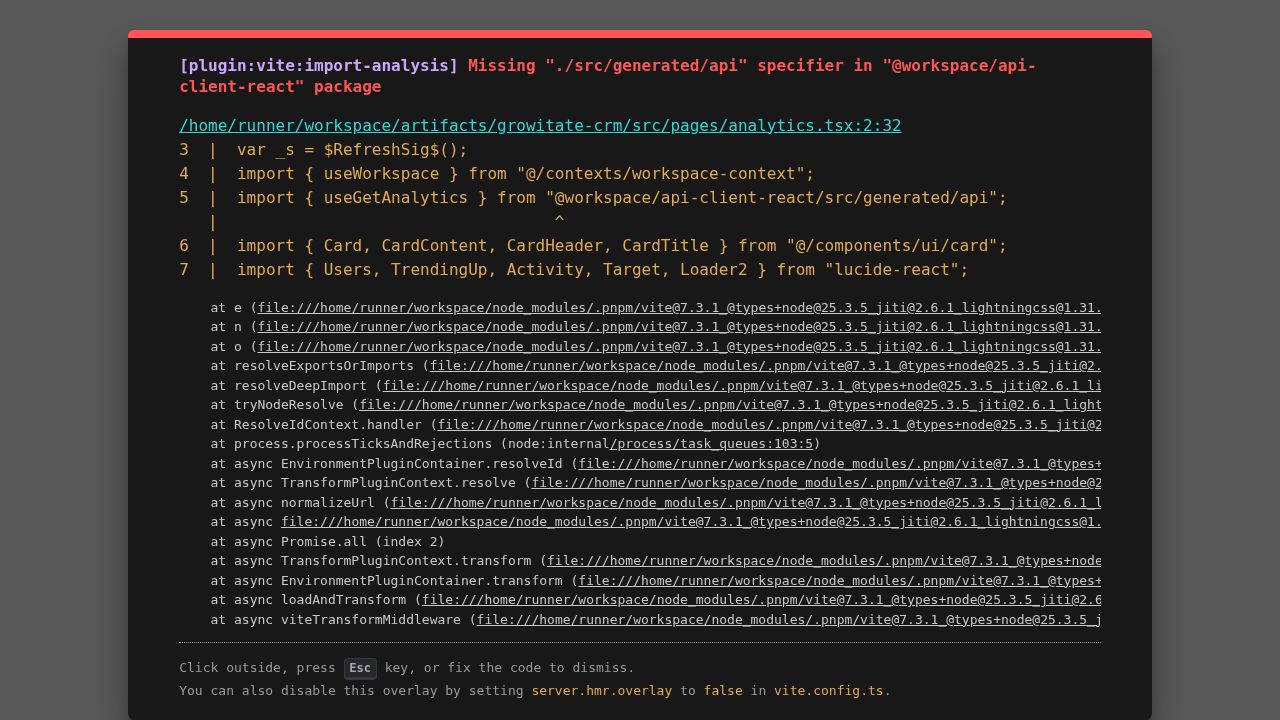 [plugin:vite:import-analysis] Missing "./src/generated/api" specifier in "@workspace/api-
client-react" package
/home/runner/workspace/artifacts/growitate-crm/src/pages/analytics.tsx:2:32
3  |  var _s = $RefreshSig$();
4  |  import { useWorkspace } from "@/contexts/workspace-context";
5  |  import { useGetAnalytics } from "@workspace/api-client-react/src/generated/api";
   |                                   ^
6  |  import { Card, CardContent, CardHeader, CardTitle } from "@/components/ui/card";
7  |  import { Users, TrendingUp, Activity, Target, Loader2 } from "lucide-react";
at e (file:///home/runner/workspace/node_modules/.pnpm/vite@7.3.1_@types+node@25.3.5_jiti@2.6.1_lightningcss@1.31.
at n (file:///home/runner/workspace/node_modules/.pnpm/vite@7.3.1_@types+node@25.3.5_jiti@2.6.1_lightningcss@1.31.
at o (file:///home/runner/workspace/node_modules/.pnpm/vite@7.3.1_@types+node@25.3.5_jiti@2.6.1_lightningcss@1.31.
at resolveExportsOrImports (file:///home/runner/workspace/node_modules/.pnpm/vite@7.3.1_@types+node@25.3.5_jiti@2.
at resolveDeepImport (file:///home/runner/workspace/node_modules/.pnpm/vite@7.3.1_@types+node@25.3.5_jiti@2.6.1_li
at tryNodeResolve (file:///home/runner/workspace/node_modules/.pnpm/vite@7.3.1_@types+node@25.3.5_jiti@2.6.1_light
at ResolveIdContext.handler (file:///home/runner/workspace/node_modules/.pnpm/vite@7.3.1_@types+node@25.3.5_jiti@2
at process.processTicksAndRejections (node:internal/process/task_queues:103:5)
at async EnvironmentPluginContainer.resolveId (file:///home/runner/workspace/node_modules/.pnpm/vite@7.3.1_@types+
at async TransformPluginContext.resolve (file:///home/runner/workspace/node_modules/.pnpm/vite@7.3.1_@types+node@2
at async normalizeUrl (file:///home/runner/workspace/node_modules/.pnpm/vite@7.3.1_@types+node@25.3.5_jiti@2.6.1_l
at async file:///home/runner/workspace/node_modules/.pnpm/vite@7.3.1_@types+node@25.3.5_jiti@2.6.1_lightningcss@1.
at async Promise.all (index 2)
at async TransformPluginContext.transform (file:///home/runner/workspace/node_modules/.pnpm/vite@7.3.1_@types+node
at async EnvironmentPluginContainer.transform (file:///home/runner/workspace/node_modules/.pnpm/vite@7.3.1_@types+
at async loadAndTransform (file:///home/runner/workspace/node_modules/.pnpm/vite@7.3.1_@types+node@25.3.5_jiti@2.6
at async viteTransformMiddleware (file:///home/runner/workspace/node_modules/.pnpm/vite@7.3.1_@types+node@25.3.5_j
Click outside, press Esc key, or fix the code to dismiss.
You can also disable this overlay by setting server.hmr.overlay to false in vite.config.ts.